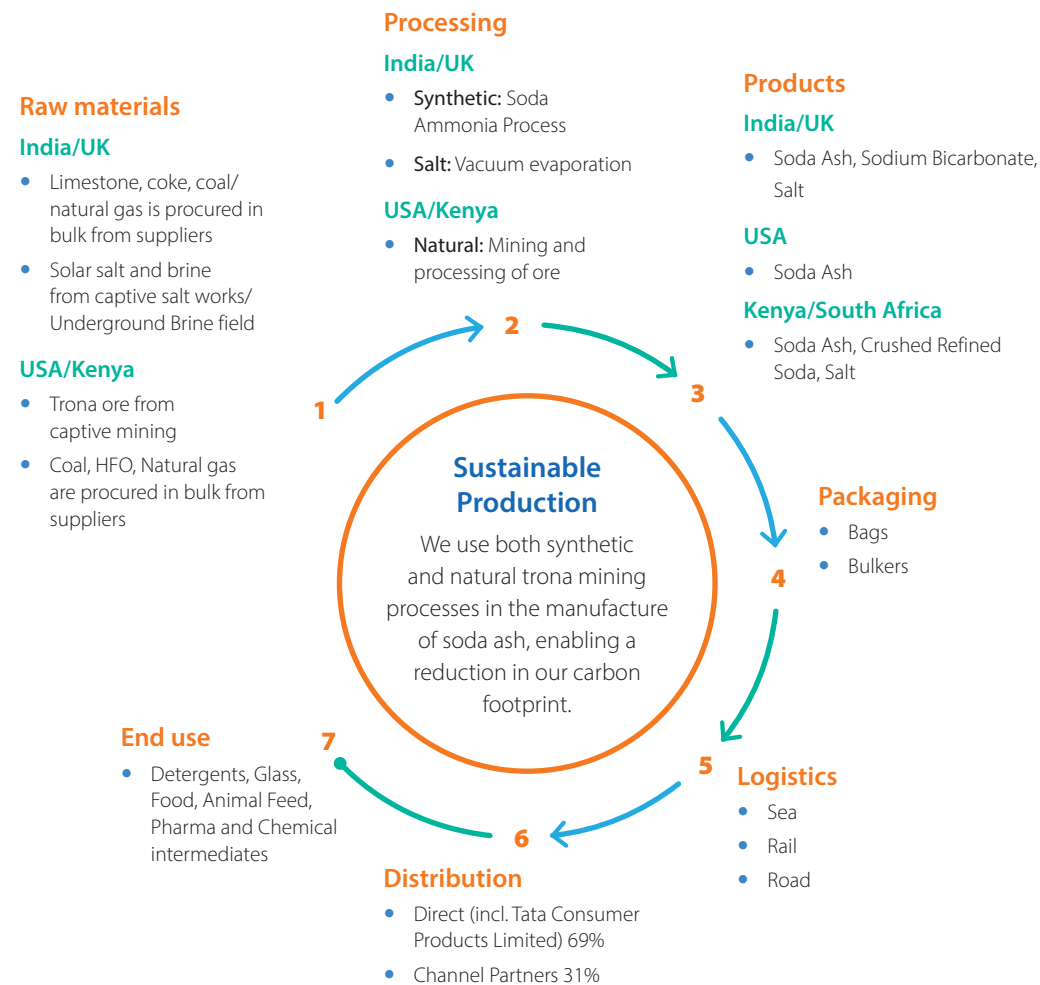 Raw materials
India/UK
• Limestone, coke, coal/
natural gas is procured in
bulk from suppliers
• Solar salt and brine
from captive salt works/
Underground Brine field
USA/Kenya
• Trona ore from
captive mining
• Coal, HFO, Natural gas
are procured in bulk from
suppliers
1
Processing
India/UK
• Synthetic: Soda
Ammonia Process
• Salt: Vacuum evaporation
USA/Kenya
• Natural: Mining and
processing of ore
2
Products
India/UK
• Soda Ash, Sodium Bicarbonate,
Salt
USA
• Soda Ash
Kenya/South Africa
• Soda Ash, Crushed Refined
Soda, Salt
3
Packaging
• Bags
• Bulkers
4
5
Logistics
• Sea
• Rail
• Road
6
Distribution
• Direct (incl. Tata Consumer
Products Limited) 69%
• Channel Partners 31%
7
End use
• Detergents, Glass,
Food, Animal Feed,
Pharma and Chemical
intermediates
Sustainable
Production
We use both synthetic
and natural trona mining
processes in the manufacture
of soda ash, enabling a
reduction in our carbon
footprint.